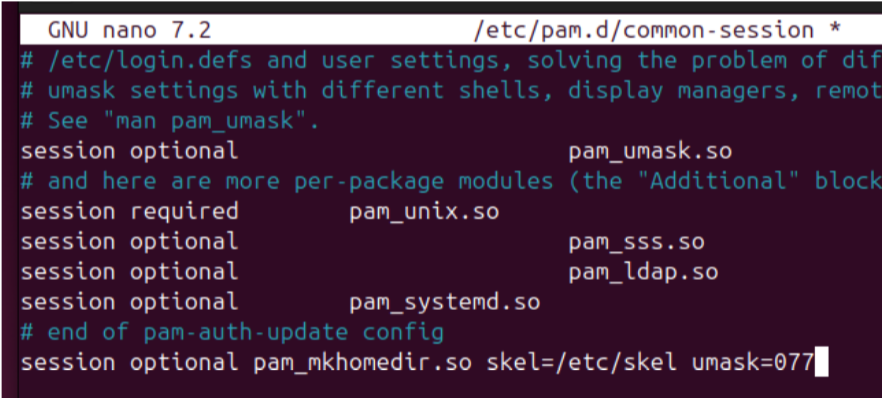 GNU nano 7.2 /etc/pam.d/common-session *
# /etc/login.defs and user settings, solving the problem of dif
# umask settings with different shells, display managers, remot
# See "man pam_umask".
session optional pam_umask.so
# and here are more per-package modules (the "Additional" block
session required pam_unix.so
session optional pam_sss.so
session optional pam_ldap.so
session optional pam_systemd.so
# end of pam-auth-update config
session optional pam_mkhomedir.so skel=/etc/skel umask=077